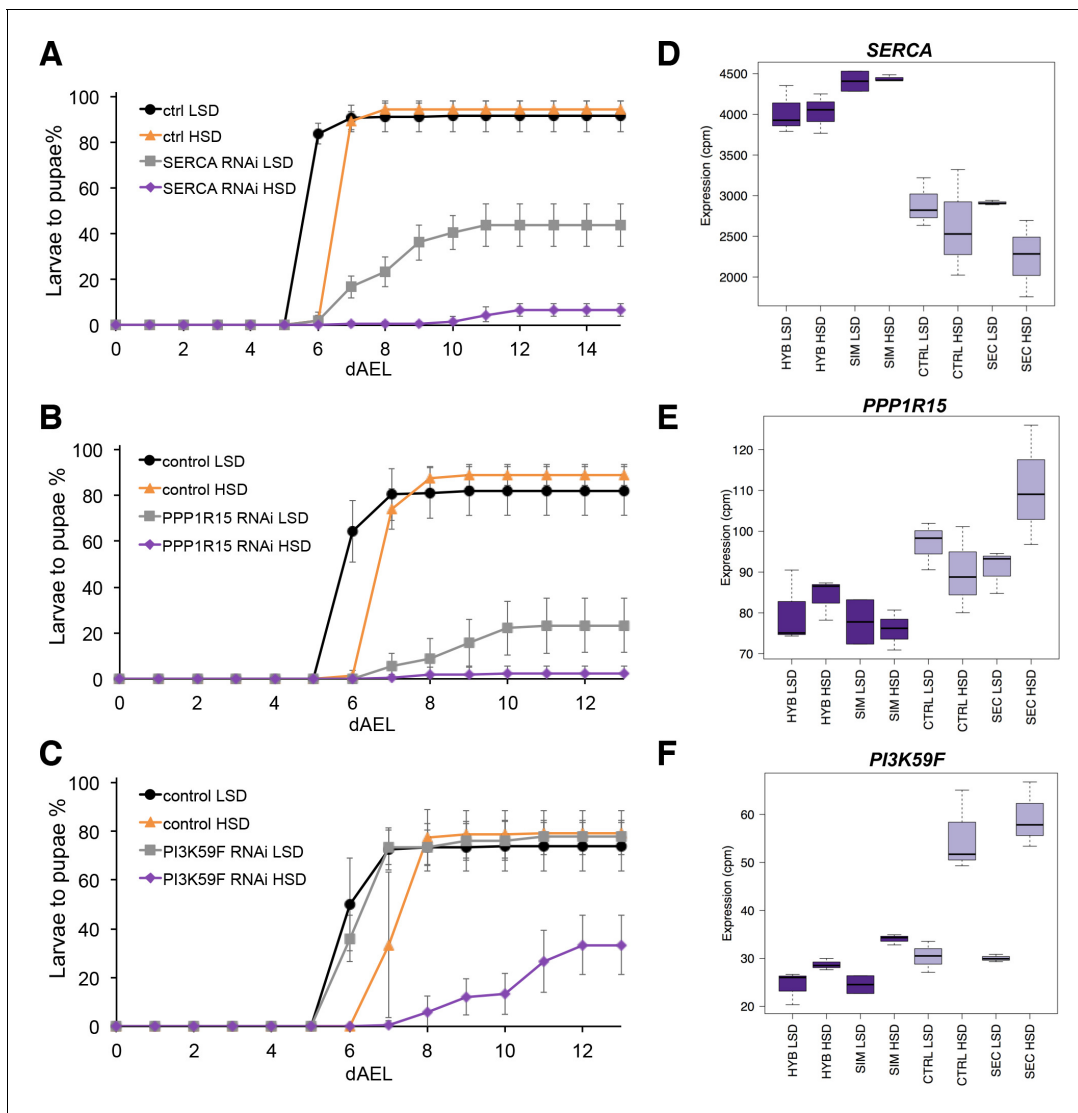 A
Larvae to pupae%
100
80
60
40
20
0
ctrl LSD
ctrl HSD
SERCA RNAi LSD
SERCA RNAi HSD
0 2 4 6 8 10 12 14
dAEL
B
Larvae to pupae %
100
80
60
40
20
0
control LSD
control HSD
PPP1R15 RNAi LSD
PPP1R15 RNAi HSD
0 2 4 6 8 10 12
dAEL
C
Larvae to pupae %
100
80
60
40
20
0
control LSD
control HSD
PI3K59F RNAi LSD
PI3K59F RNAi HSD
0 2 4 6 8 10 12
dAEL
D
SERCA
Expression (cpm)
4500
4000
3500
3000
2500
2000
HYB LSD
HYB HSD
SIM LSD
SIM HSD
CTRL LSD
CTRL HSD
SEC LSD
SEC HSD
E
PPP1R15
Expression (cpm)
120
110
100
90
80
70
HYB LSD
HYB HSD
SIM LSD
SIM HSD
CTRL LSD
CTRL HSD
SEC LSD
SEC HSD
F
PI3K59F
Expression (cpm)
60
50
40
30
20
HYB LSD
HYB HSD
SIM LSD
SIM HSD
CTRL LSD
CTRL HSD
SEC LSD
SEC HSD